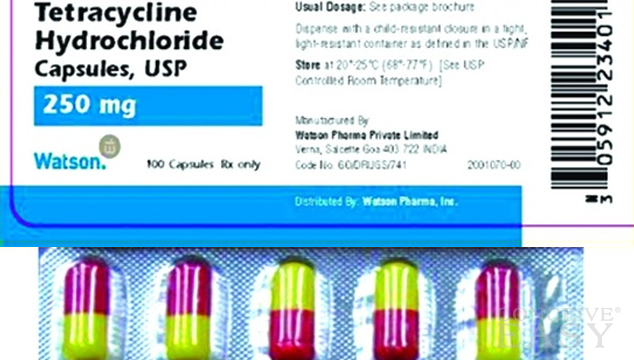 Tetracycline
Hydrochloride
Capsules, USP
250 mg
Watson.
100 Capsules Rx only
Usual Dosage: See package brochure
Dispense with a child-resistant closure in a tight,
light-resistant container as defined in the USP/NF
Store at 20°-25°C (68°-77°F) [See USP
Controlled Room Temperature]
Manufactured By
Watson Pharma Private Limited
Verna, Salcette Goa 403 722 INDIA
Code No. 60/DRUGS/741
2001070-00
Distributed By: Watson Pharma, Inc.
N
3
05912 23401